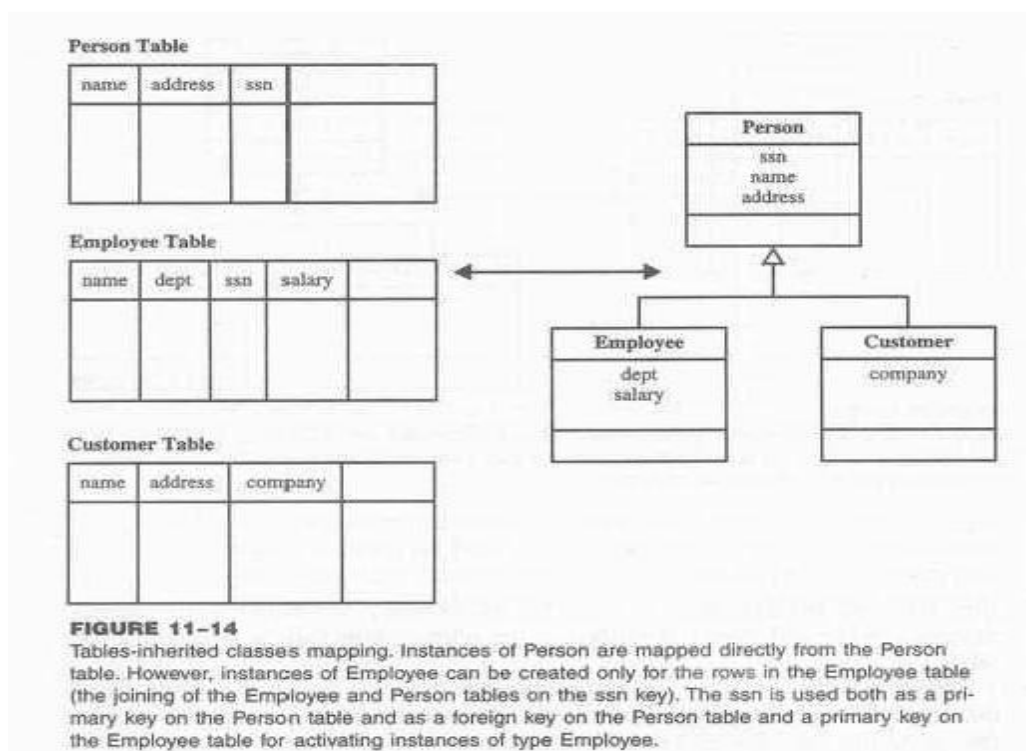 Person Table
name address ssn
Person
ssn
name
address
Employee Table
name dept ssn salary
Employee
dept
salary
Customer
company
Customer Table
name address company
FIGURE 11–14
Tables-inherited classes mapping. Instances of Person are mapped directly from the Person
table. However, instances of Employee can be created only for the rows in the Employee table
(the joining of the Employee and Person tables on the ssn key). The ssn is used both as a pri-
mary key on the Person table and as a foreign key on the Person table and a primary key on
the Employee table for activating instances of type Employee.